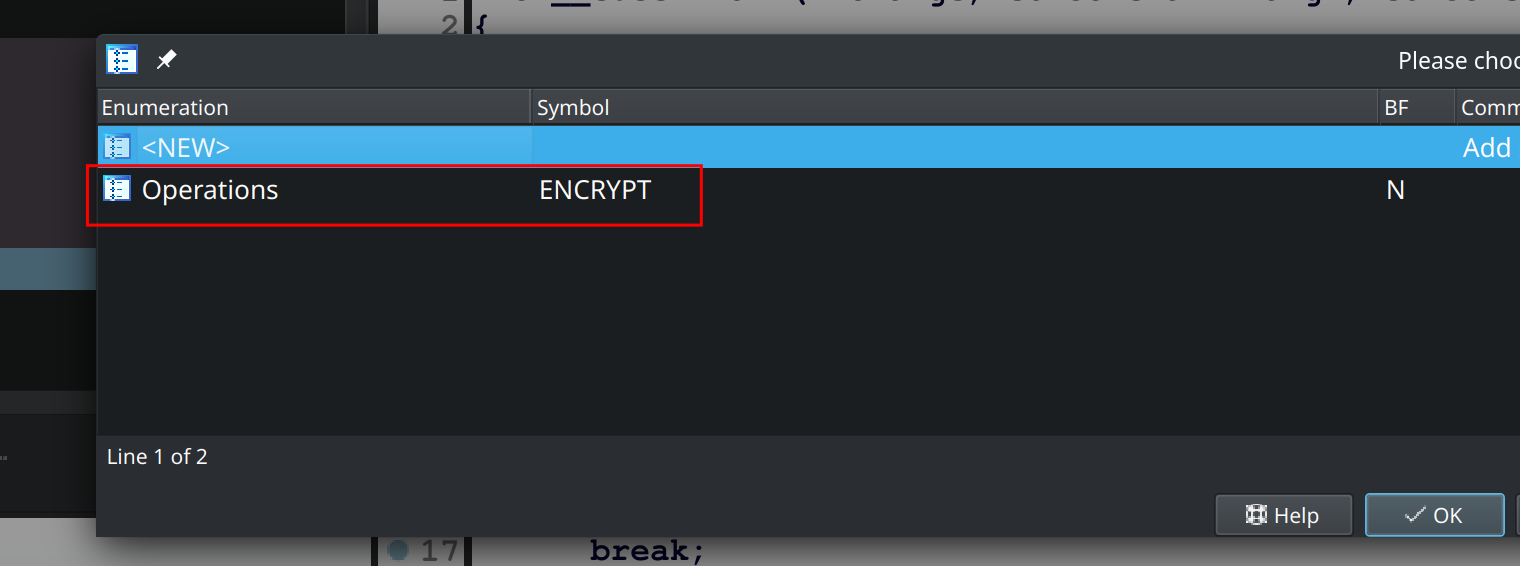 2 {
Please choo
Enumeration Symbol BF Comm
<NEW> Add
Operations ENCRYPT N
Line 1 of 2
Help OK
17 break;